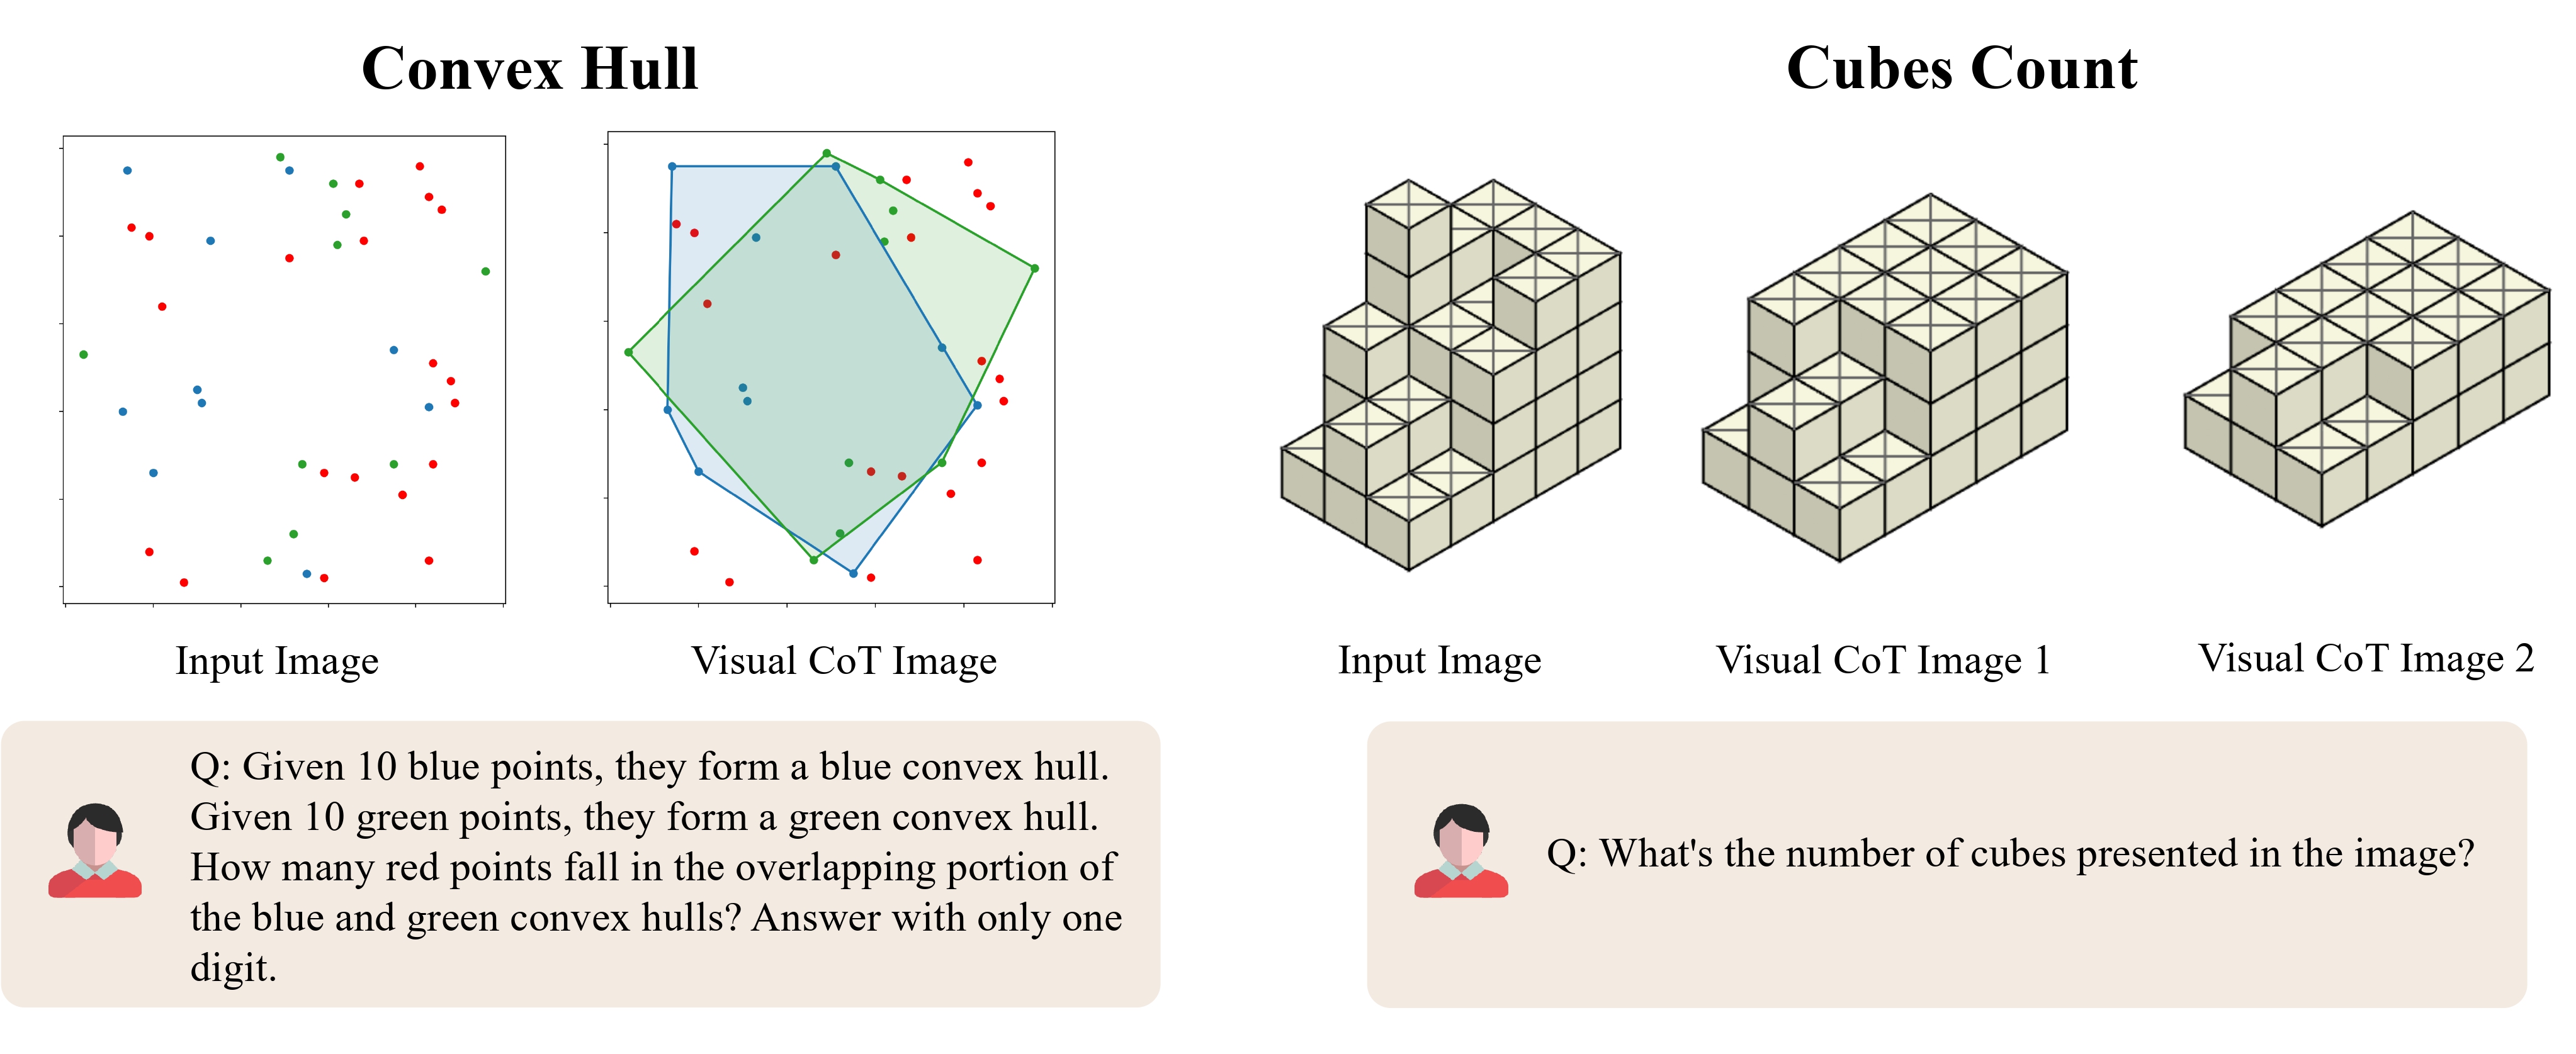 Convex Hull
Input Image
Visual CoT Image
Q: Given 10 blue points, they form a blue convex hull.
Given 10 green points, they form a green convex hull.
How many red points fall in the overlapping portion of
the blue and green convex hulls? Answer with only one
digit.
Cubes Count
Input Image
Visual CoT Image 1
Visual CoT Image 2
Q: What's the number of cubes presented in the image?